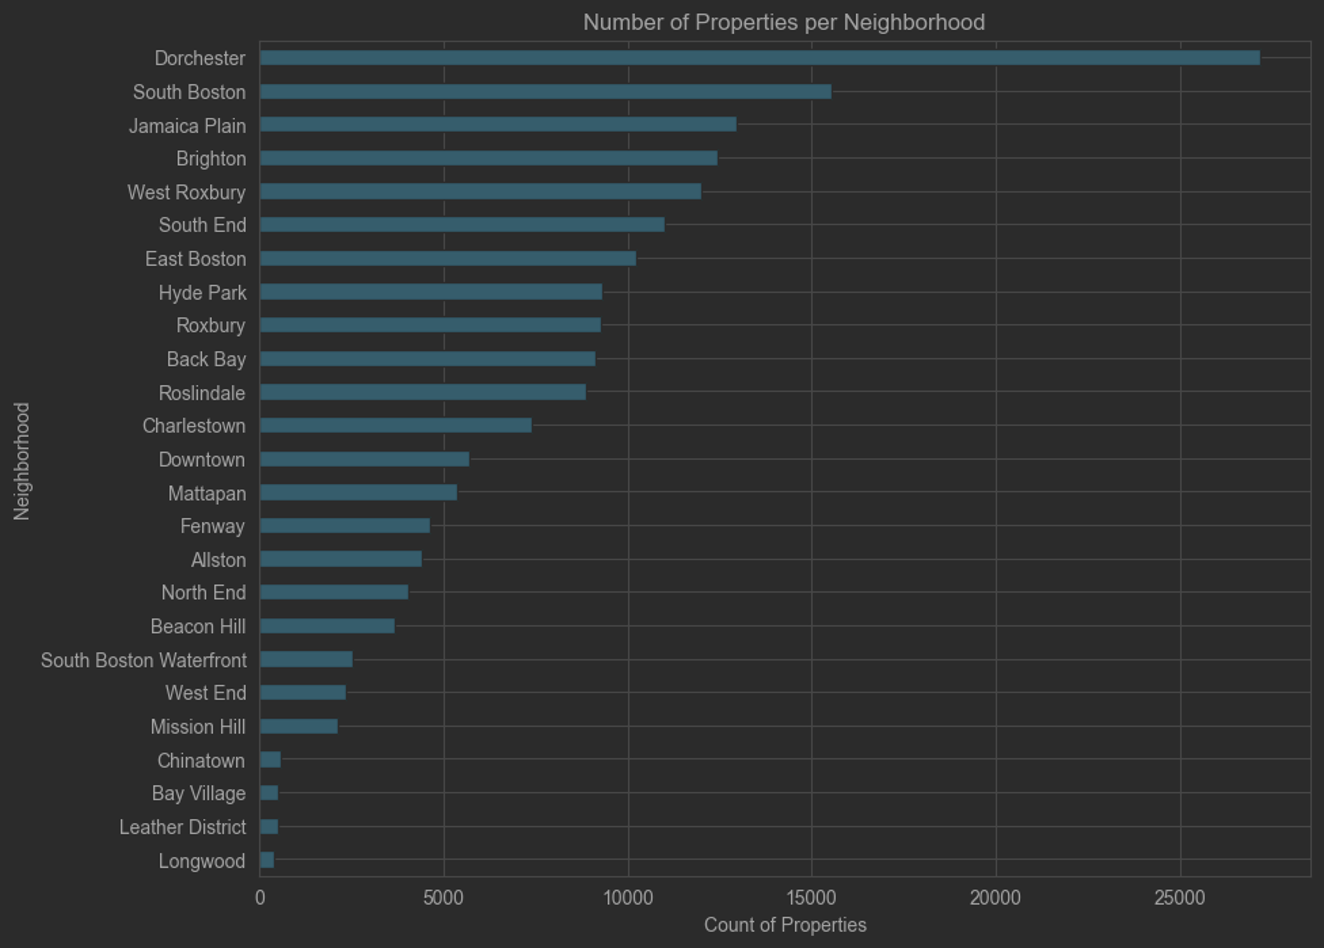 Number of Properties per Neighborhood
Neighborhood
Dorchester
South Boston
Jamaica Plain
Brighton
West Roxbury
South End
East Boston
Hyde Park
Roxbury
Back Bay
Roslindale
Charlestown
Downtown
Mattapan
Fenway
Allston
North End
Beacon Hill
South Boston Waterfront
West End
Mission Hill
Chinatown
Bay Village
Leather District
Longwood
0 5000 10000 15000 20000 25000
Count of Properties